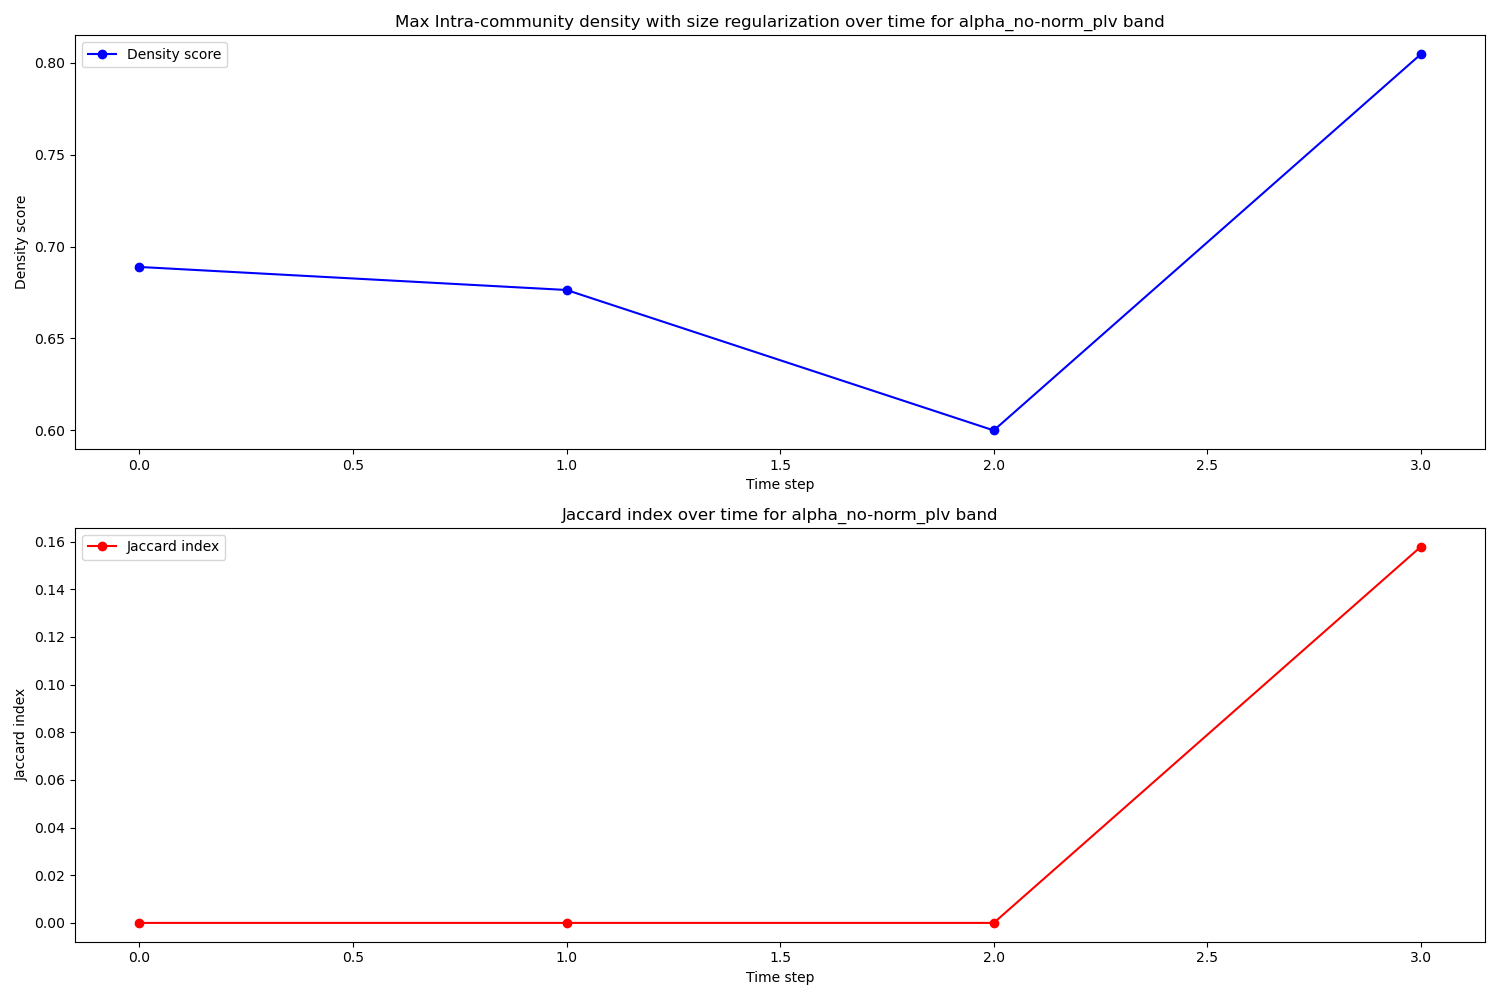 Max Intra-community density with size regularization over time for alpha_no-norm_plv band
Density score
Density score
0.80
0.75
0.70
0.65
0.60
0.0 0.5 1.0 1.5 2.0 2.5 3.0
Time step
Jaccard index over time for alpha_no-norm_plv band
Jaccard index
Jaccard index
0.16
0.14
0.12
0.10
0.08
0.06
0.04
0.02
0.00
0.0 0.5 1.0 1.5 2.0 2.5 3.0
Time step